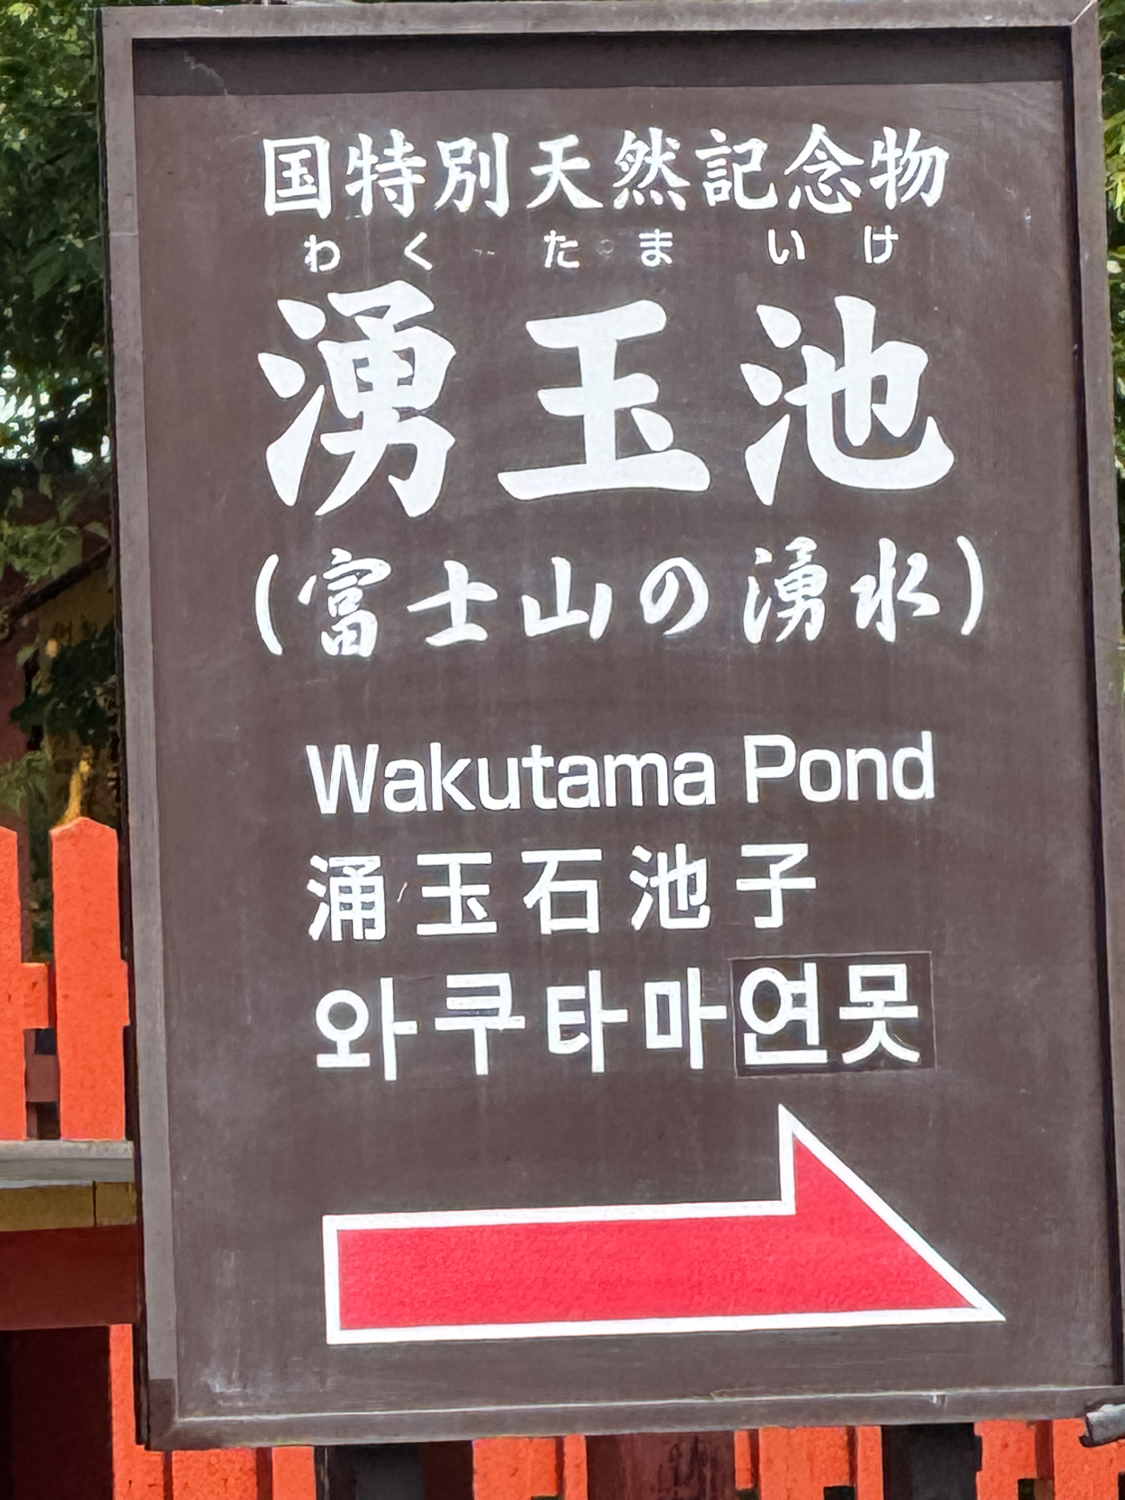 国特別天然記念物
わくたまいけ
湧玉池
(富士山の湧水)
Wakutama Pond
涌玉石池子
와쿠타마연못